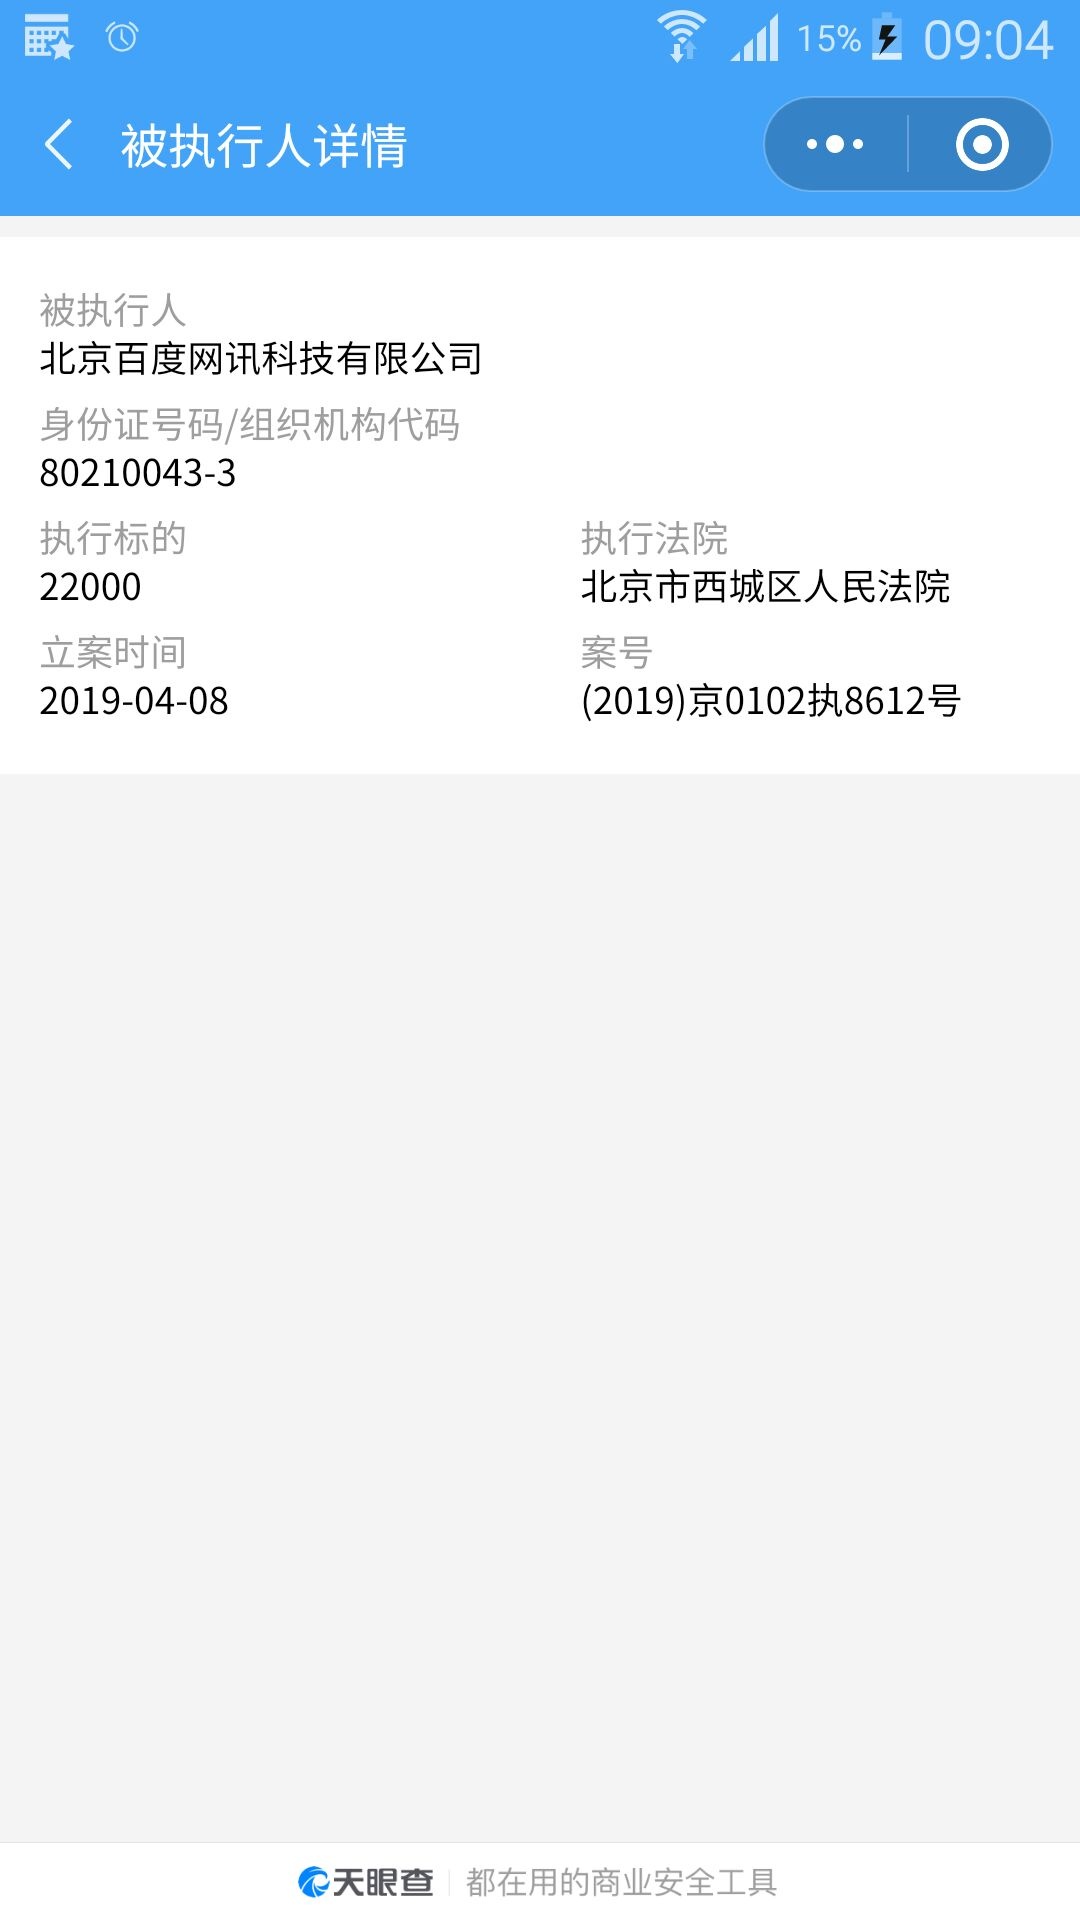 15% 09:04
被执行人详情
被执行人
北京百度网讯科技有限公司
身份证号码/组织机构代码
80210043-3
执行标的 执行法院
22000 北京市西城区人民法院
立案时间 案号
2019-04-08 (2019)京0102执8612号
天眼查 都在用的商业安全工具